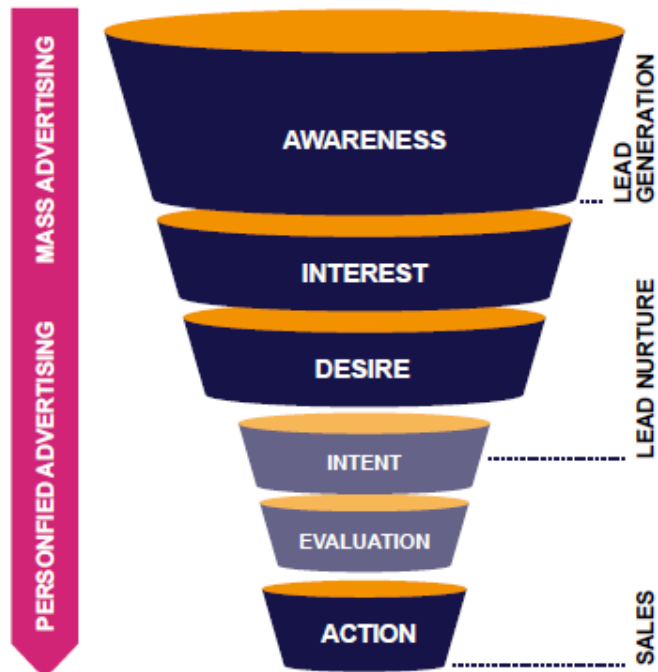 MASS ADVERTISING
PERSONFIED ADVERTISING
AWARENESS
INTEREST
DESIRE
INTENT
EVALUATION
ACTION
LEAD
GENERATION
LEAD NURTURE
SALES